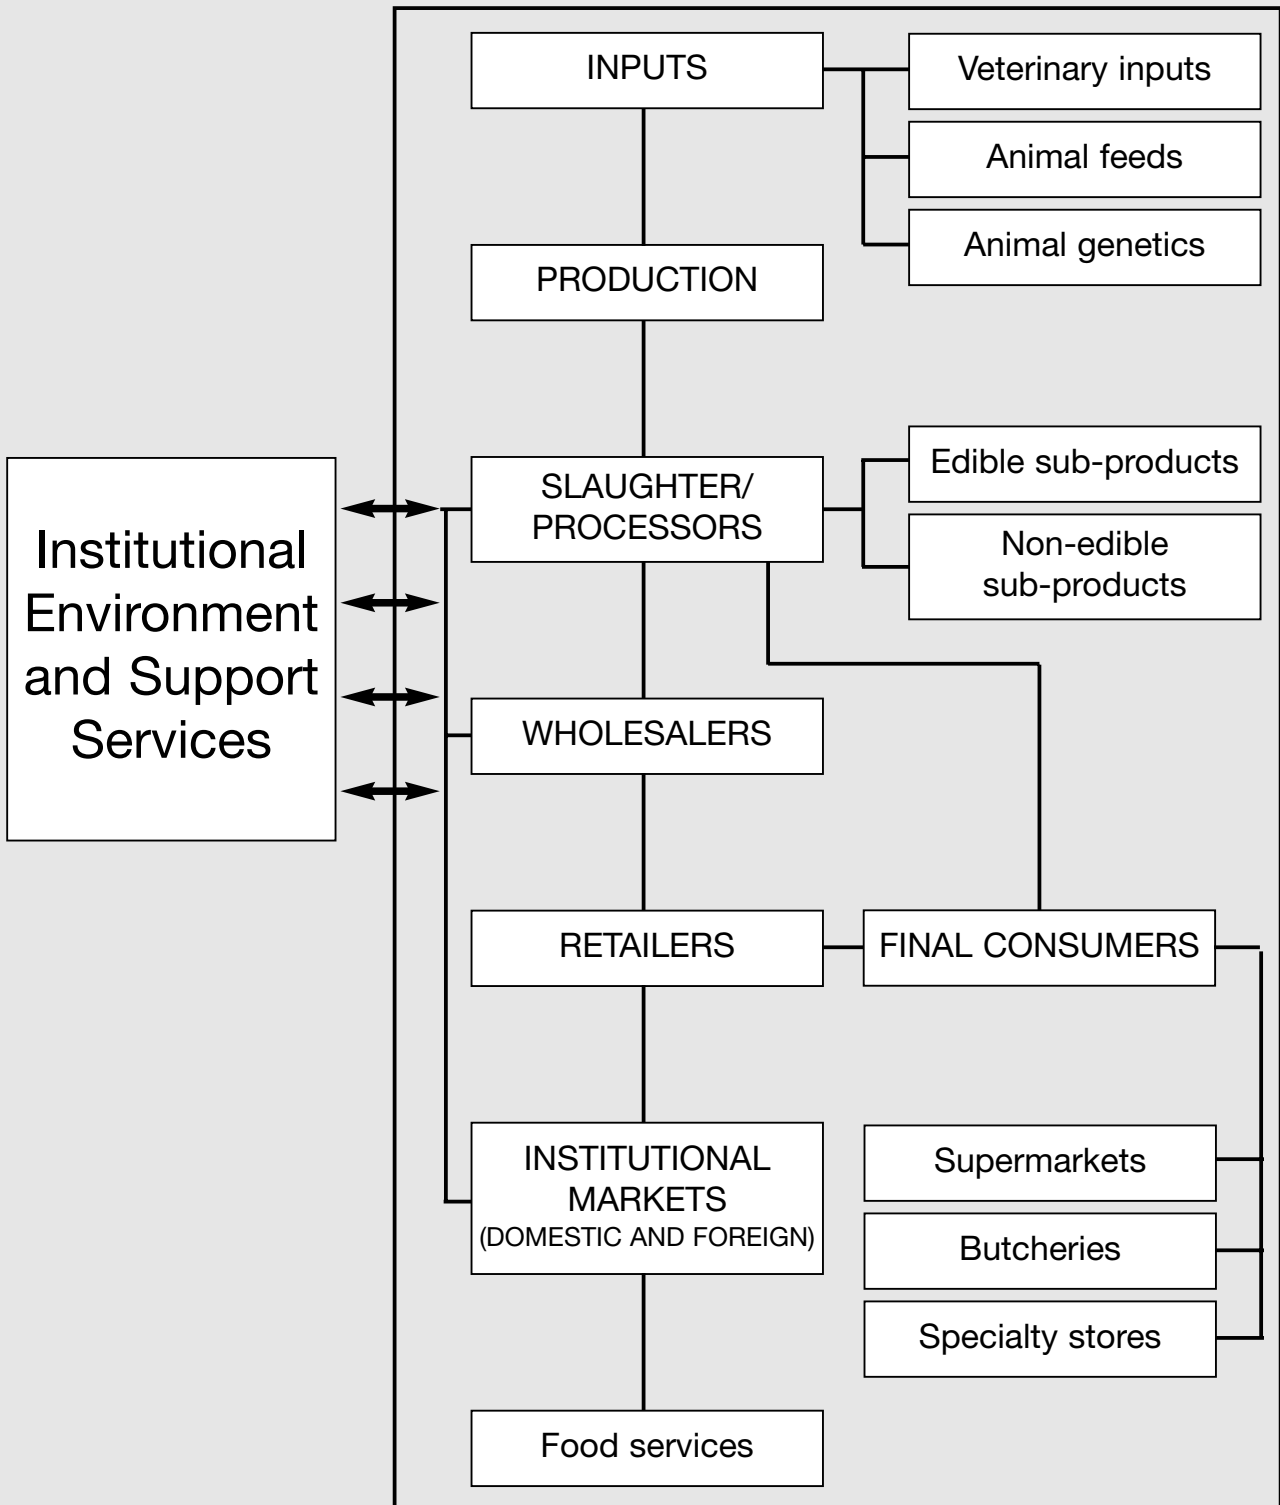 INPUTS
Veterinary inputs
Animal feeds
Animal genetics
PRODUCTION
Institutional
Environment
and Support
Services
SLAUGHTER/
PROCESSORS
Edible sub-products
Non-edible
sub-products
WHOLESALERS
RETAILERS
FINAL CONSUMERS
INSTITUTIONAL
MARKETS
(DOMESTIC AND FOREIGN)
Supermarkets
Butcheries
Specialty stores
Food services